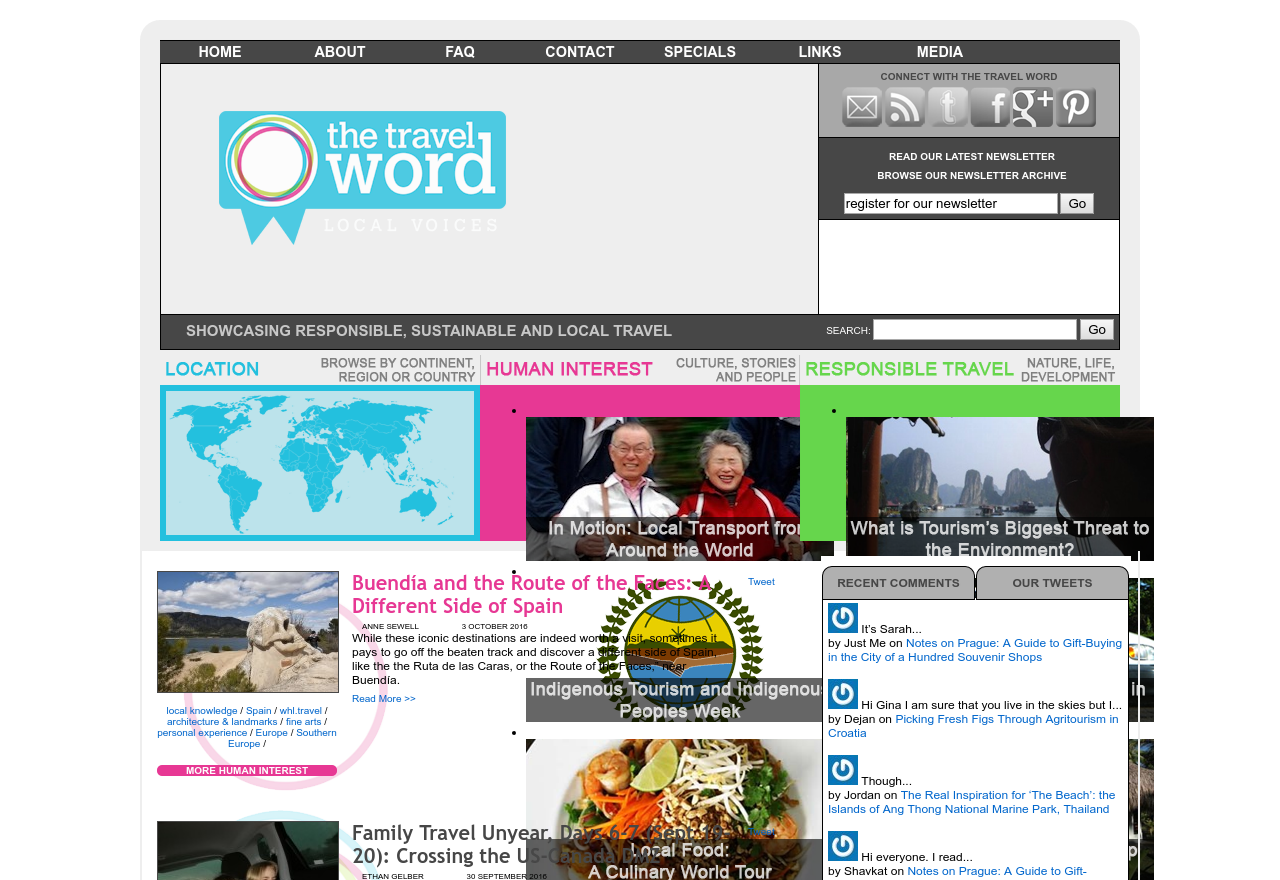 HOME ABOUT FAQ CONTACT SPECIALS LINKS MEDIA
the travel
word
LOCAL VOICES
CONNECT WITH THE TRAVEL WORD
READ OUR LATEST NEWSLETTER
BROWSE OUR NEWSLETTER ARCHIVE
register for our newsletter Go
SHOWCASING RESPONSIBLE, SUSTAINABLE AND LOCAL TRAVEL
SEARCH: Go
LOCATION
BROWSE BY CONTINENT,
REGION OR COUNTRY
HUMAN INTEREST
CULTURE, STORIES
AND PEOPLE
RESPONSIBLE TRAVEL
NATURE, LIFE,
DEVELOPMENT
In Motion: Local Transport from
Around the World
What is Tourism's Biggest Threat to
the Environment?
Buendía and the Route of the Faces: A
Different Side of Spain
Tweet
ANNE SEWELL 3 OCTOBER 2016
While these iconic destinations are indeed worth a visit, sometimes it
pays to go off the beaten track and discover a different side of Spain,
like the the Ruta de las Caras, or the Route of the Faces," near
Buendía.
Read More >>
local knowledge / Spain / whl.travel /
architecture & landmarks / fine arts /
personal experience / Europe / Southern
Europe /
MORE HUMAN INTEREST
Indigenous Tourism and Indigenous
Peoples Week
in
Family Travel Unyear, Days 6-7 (Sept 19-
20): Crossing the US-Canada
Tweet
ETHAN GELBER 30 SEPTEMBER 2016
Local Food:
A Culinary World Tour
RECENT COMMENTS
OUR TWEETS
It's Sarah...
by Just Me on Notes on Prague: A Guide to Gift-Buying
in the City of a Hundred Souvenir Shops
Hi Gina I am sure that you live in the skies but I...
by Dejan on Picking Fresh Figs Through Agritourism in
Croatia
Though...
by Jordan on The Real Inspiration for ‘The Beach’: the
Islands of Ang Thong National Marine Park, Thailand
Hi everyone. I read...
by Shavkat on Notes on Prague: A Guide to Gift-